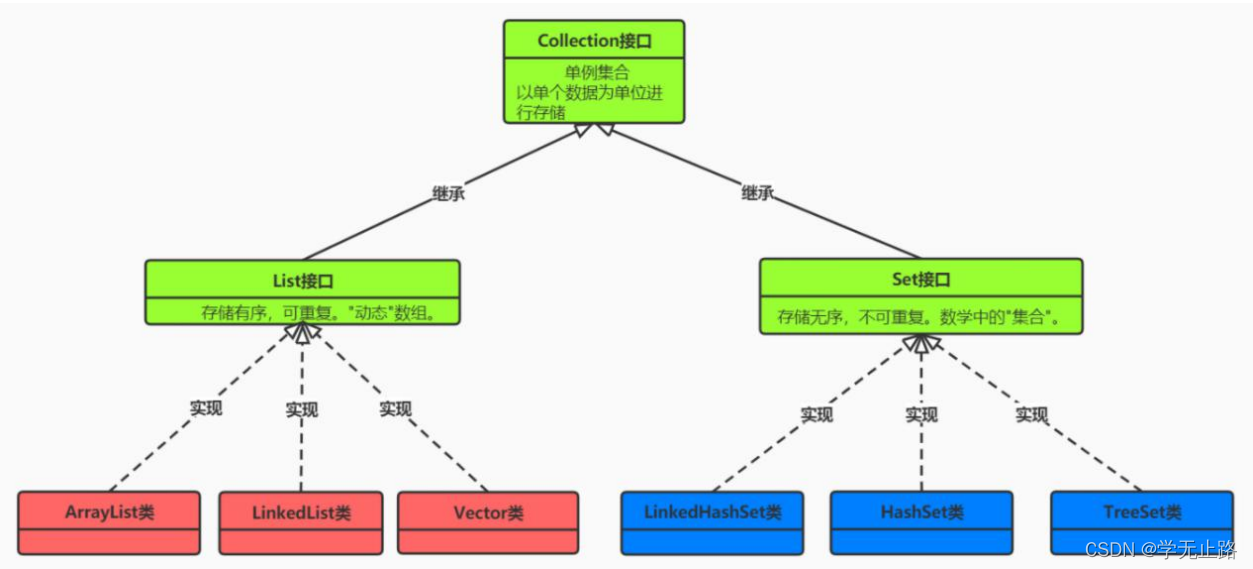 Collection接口
单例集合
以单个数据为单位进
行存储
继承
继承
List接口
存储有序，可重复。"动态"数组。
Set接口
存储无序，不可重复。数学中的"集合"。
实现
实现
实现
实现
实现
实现
ArrayList类
LinkedList类
Vector类
LinkedHashSet类
HashSet类
TreeSet类
CSDN @学无止路